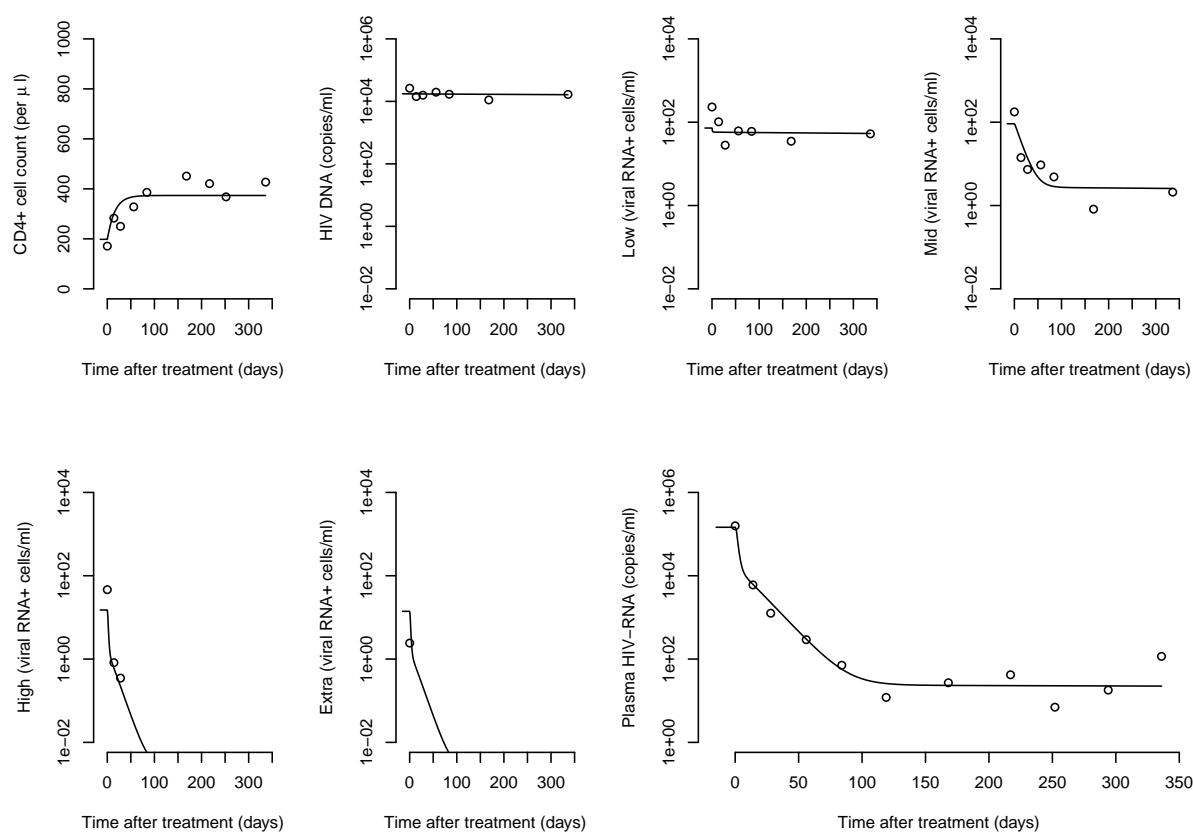 CD4+ cell count (per μ l)
0
200
400
600
800
1000
0 100 200 300
Time after treatment (days)
HIV DNA (copies/ml)
1e−02
1e+00
1e+02
1e+04
1e+06
0 100 200 300
Time after treatment (days)
Low (viral RNA+ cells/ml)
1e−02
1e+00
1e+02
1e+04
0 100 200 300
Time after treatment (days)
Mid (viral RNA+ cells/ml)
1e−02
1e+00
1e+02
1e+04
0 100 200 300
Time after treatment (days)
High (viral RNA+ cells/ml)
1e−02
1e+00
1e+02
1e+04
0 100 200 300
Time after treatment (days)
Extra (viral RNA+ cells/ml)
1e−02
1e+00
1e+02
1e+04
0 100 200 300
Time after treatment (days)
Plasma HIV−RNA (copies/ml)
1e+00
1e+02
1e+04
1e+06
0 50 100 150 200 250 300 350
Time after treatment (days)